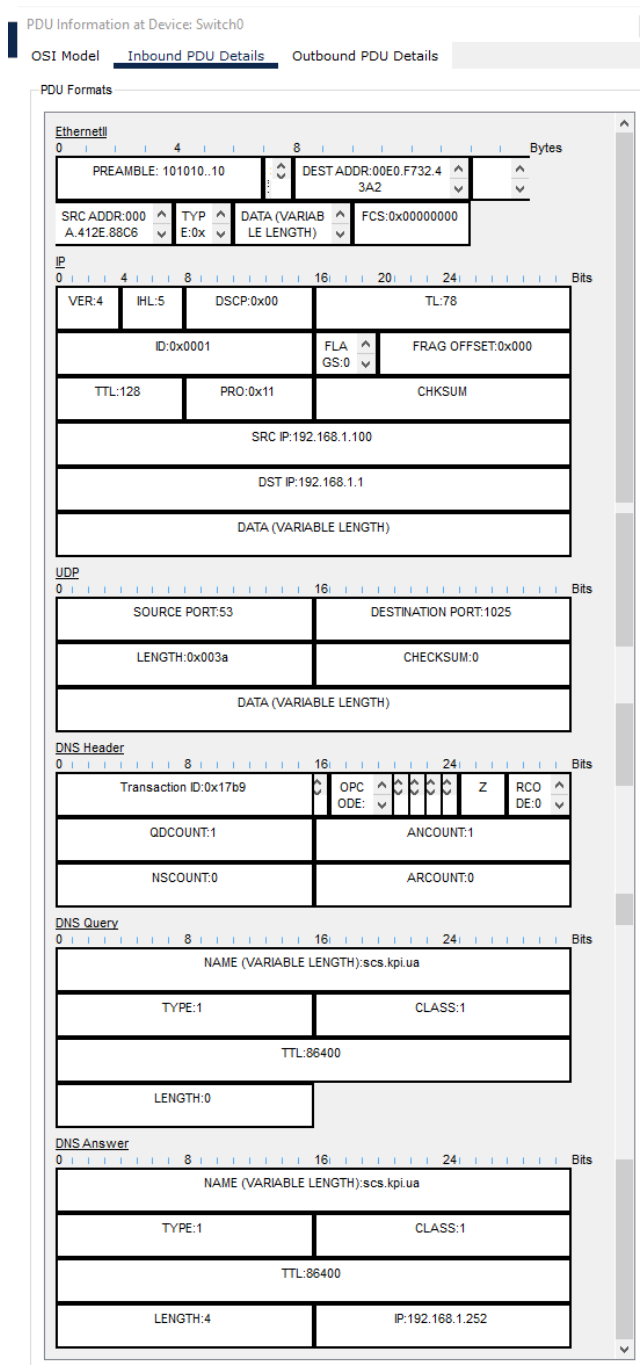 PDU Information at Device: Switch0
OSI Model Inbound PDU Details Outbound PDU Details
PDU Formats
EthernetII
0 4 8 Bytes
PREAMBLE: 101010..10 DEST ADDR:00E0.F732.4
3A2
SRC ADDR:000 TYP DATA (VARIAB FCS:0x00000000
A.412E.88C6 E:0x LE LENGTH)
IP
0 4 8 16 20 24 Bits
VER:4 IHL:5 DSCP:0x00 TL:78
ID:0x0001 FLA FRAG OFFSET:0x000
GS:0
TTL:128 PRO:0x11 CHKSUM
SRC IP:192.168.1.100
DST IP:192.168.1.1
DATA (VARIABLE LENGTH)
UDP
0 16 Bits
SOURCE PORT:53 DESTINATION PORT:1025
LENGTH:0x003a CHECKSUM:0
DATA (VARIABLE LENGTH)
DNS Header
0 8 16 24 Bits
Transaction ID:0x17b9 OPC Z RCO
ODE: DE:0
QDCOUNT:1 ANCOUNT:1
NSCOUNT:0 ARCOUNT:0
DNS Query
0 8 16 24 Bits
NAME (VARIABLE LENGTH):scs.kpi.ua
TYPE:1 CLASS:1
TTL:86400
LENGTH:0
DNS Answer
0 8 16 24 Bits
NAME (VARIABLE LENGTH):scs.kpi.ua
TYPE:1 CLASS:1
TTL:86400
LENGTH:4 IP:192.168.1.252